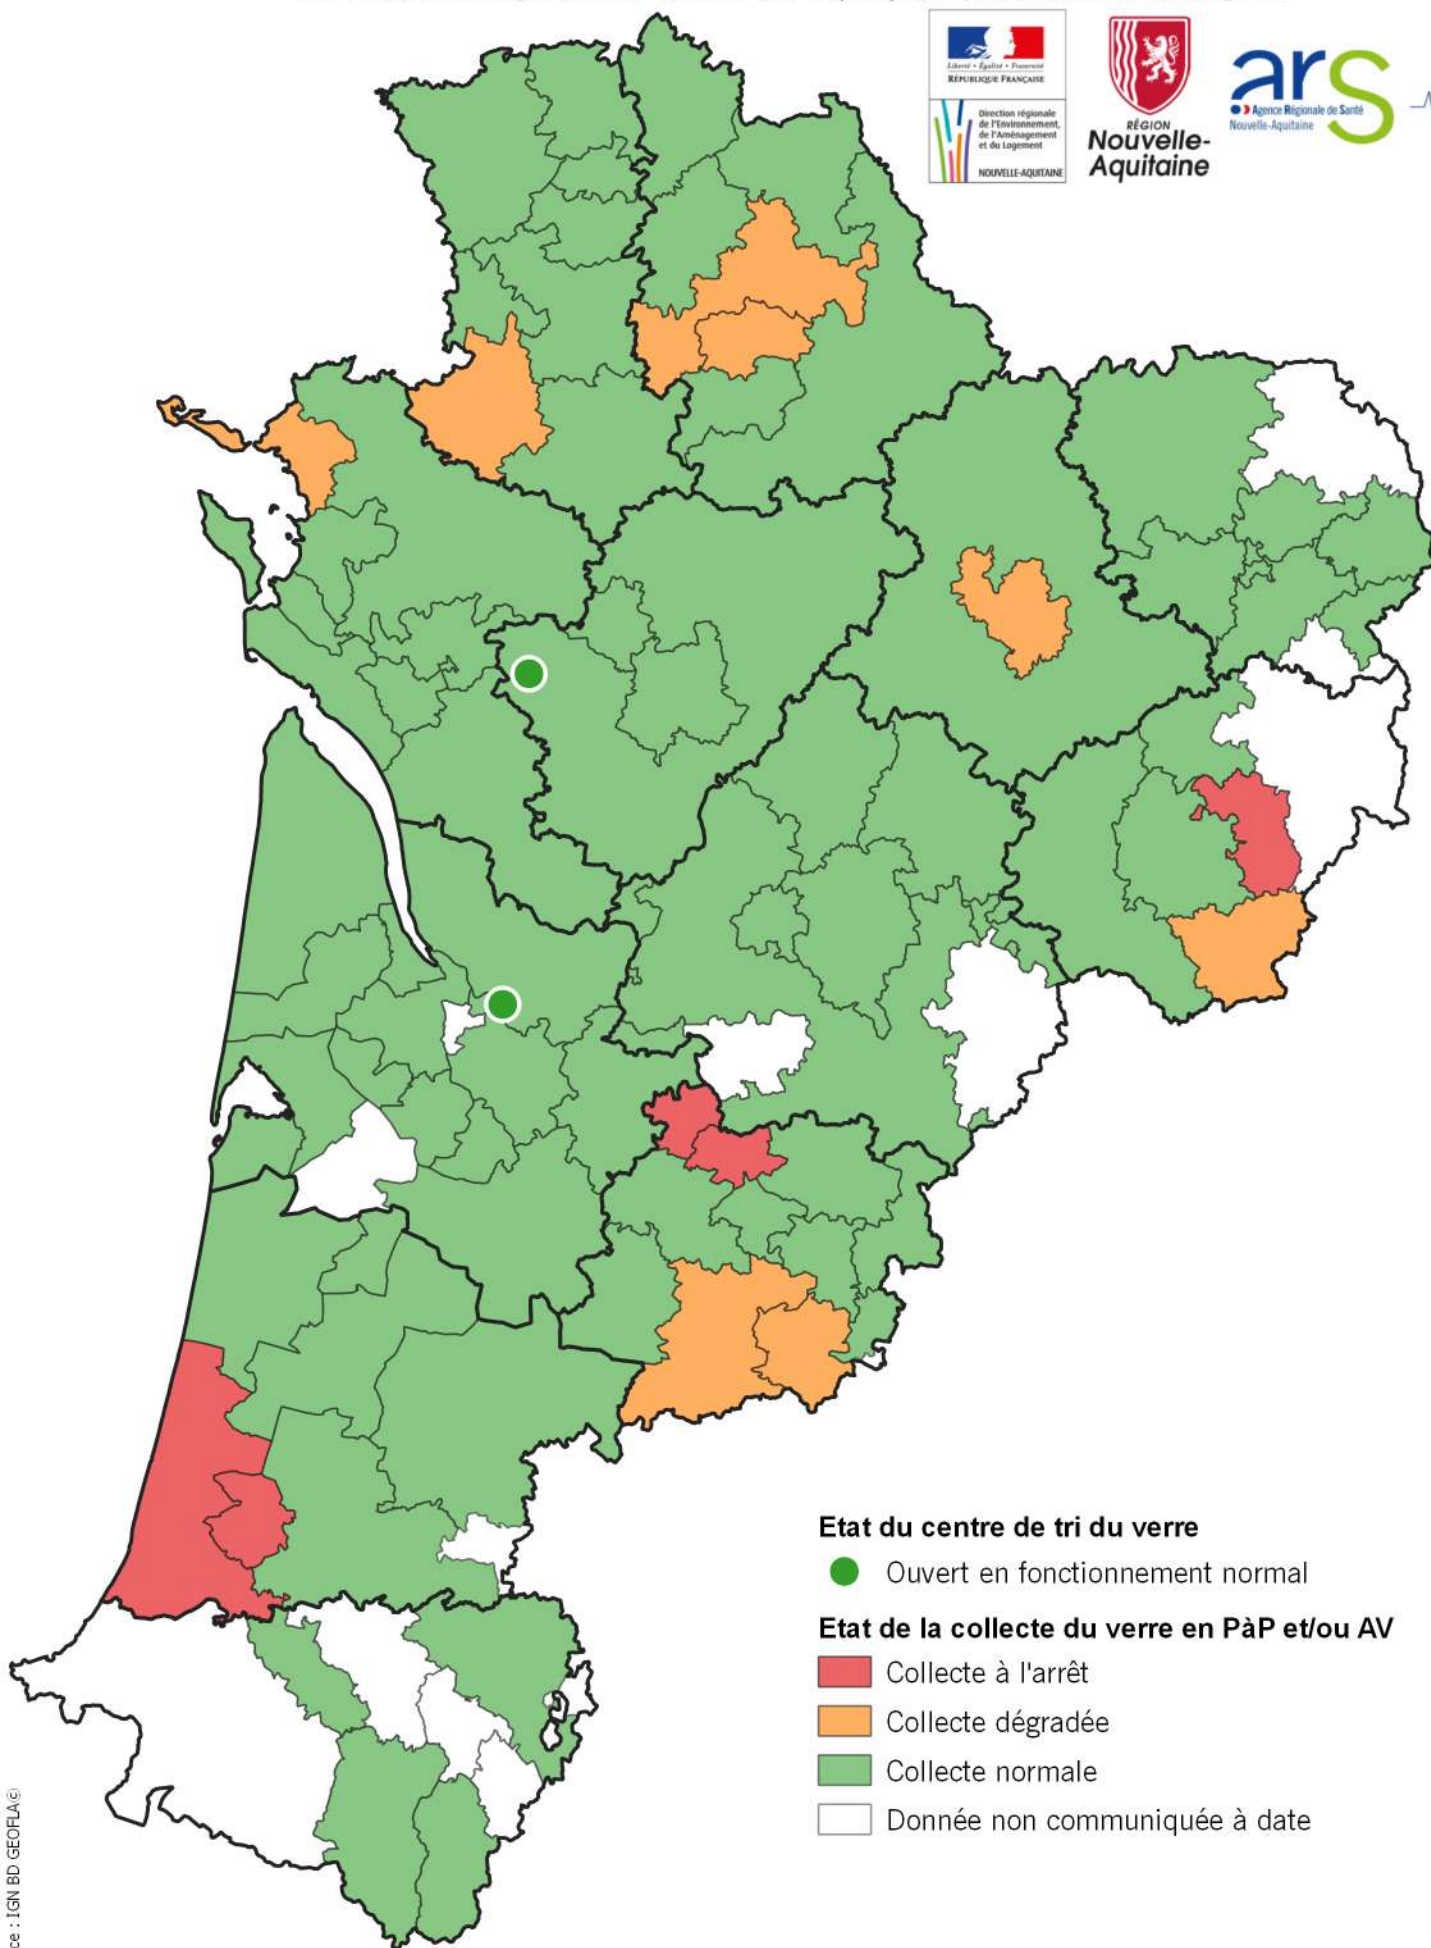 Liberté • Égalité • Fraternité
RÉPUBLIQUE FRANÇAISE
Direction régionale
de l'Environnement,
de l'Aménagement
et du Logement
NOUVELLE-AQUITAINE
RÉGION
Nouvelle-
Aquitaine
ars
Agence Régionale de Santé
Nouvelle-Aquitaine
Etat du centre de tri du verre
Ouvert en fonctionnement normal
Etat de la collecte du verre en PàP et/ou AV
Collecte à l'arrêt
Collecte dégradée
Collecte normale
Donnée non communiquée à date
ce : IGN BD GEOFLA©